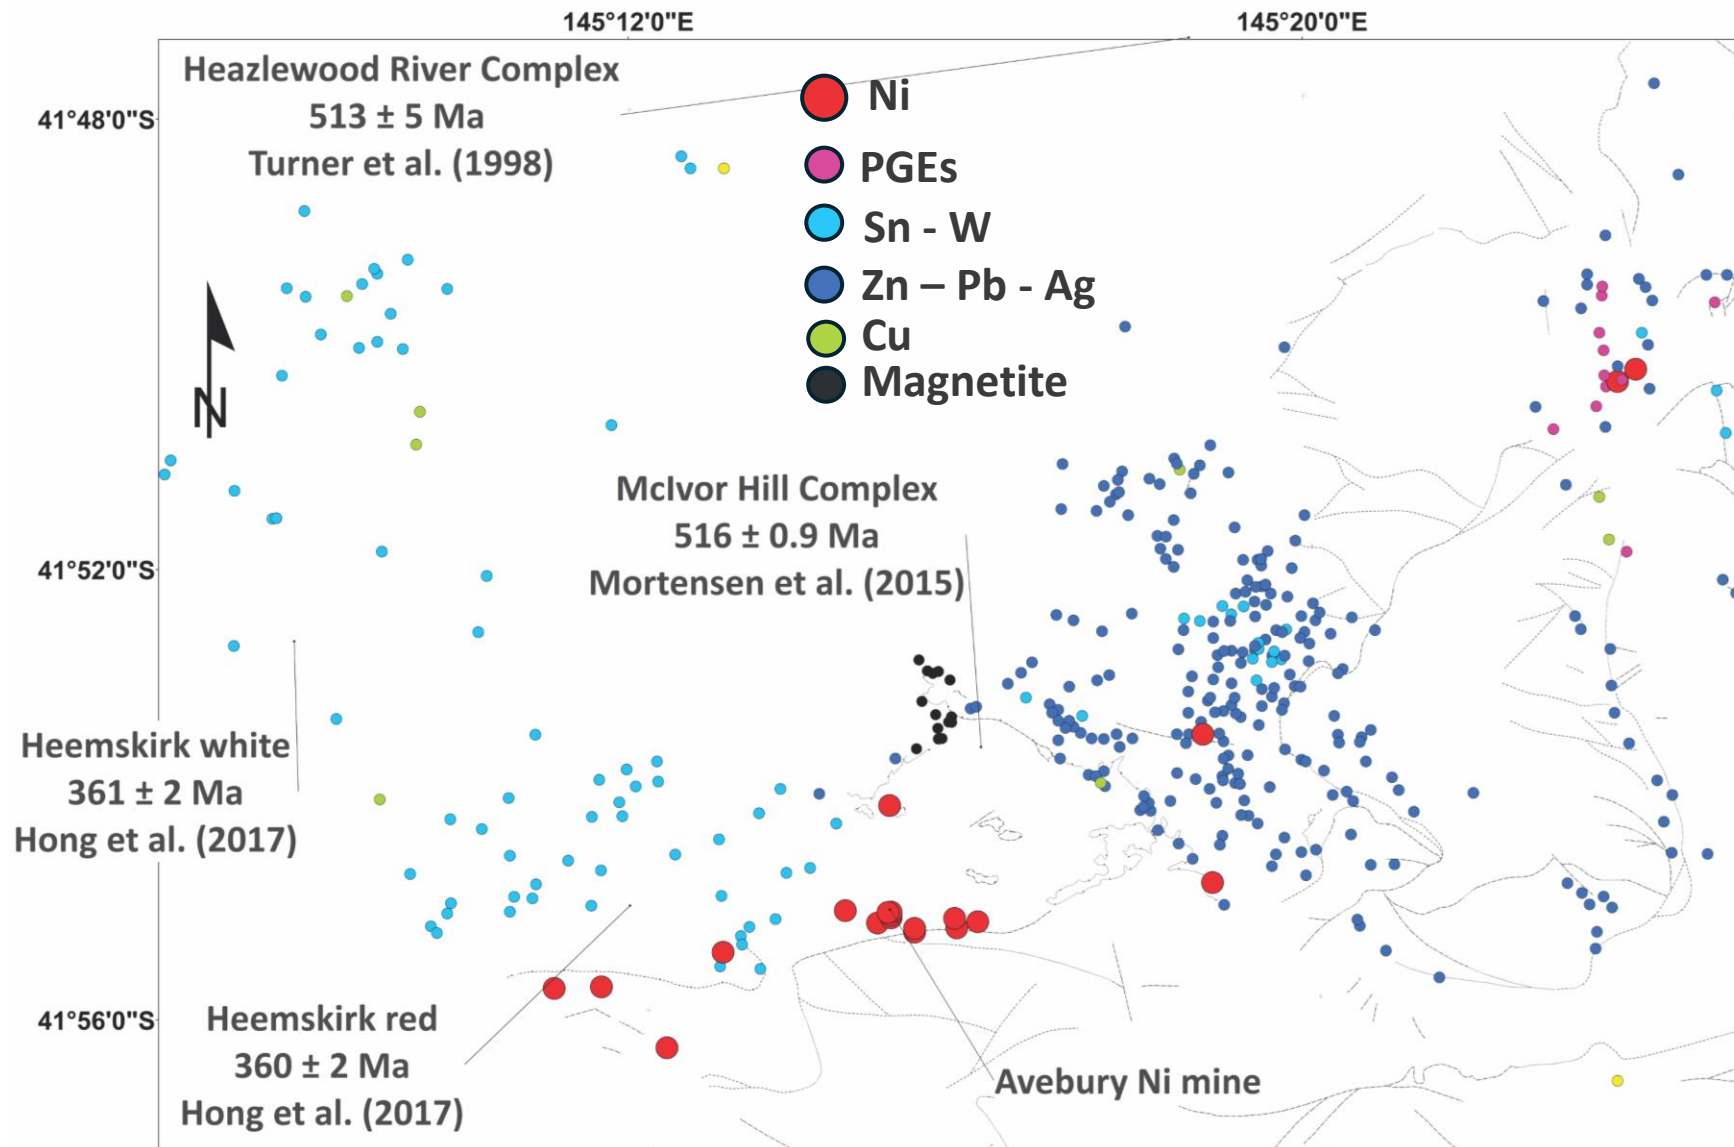 145°12'0"E
145°20'0"E
Heazlewood River Complex
513 ± 5 Ma
Turner et al. (1998)
41°48'0"S
Ni
PGEs
Sn - W
Zn – Pb - Ag
Cu
Magnetite
N
McIvor Hill Complex
516 ± 0.9 Ma
Mortensen et al. (2015)
41°52'0"S
Heemskirk white
361 ± 2 Ma
Hong et al. (2017)
41°56'0"S
Heemskirk red
360 ± 2 Ma
Hong et al. (2017)
Avebury Ni mine